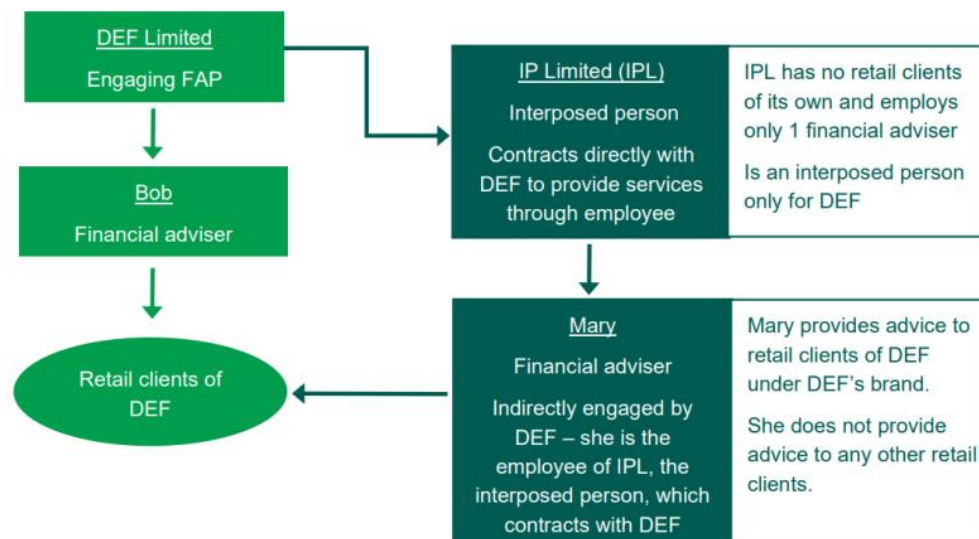 DEF Limited
Engaging FAP
Bob
Financial adviser
Retail clients of
DEF
IP Limited (IPL)
Interposed person
Contracts directly with
DEF to provide services
through employee
IPL has no retail clients
of its own and employs
only 1 financial adviser
Is an interposed person
only for DEF
Mary
Financial adviser
Indirectly engaged by
DEF – she is the
employee of IPL, the
interposed person, which
contracts with DEF
Mary provides advice to
retail clients of DEF
under DEF’s brand.
She does not provide
advice to any other retail
clients.